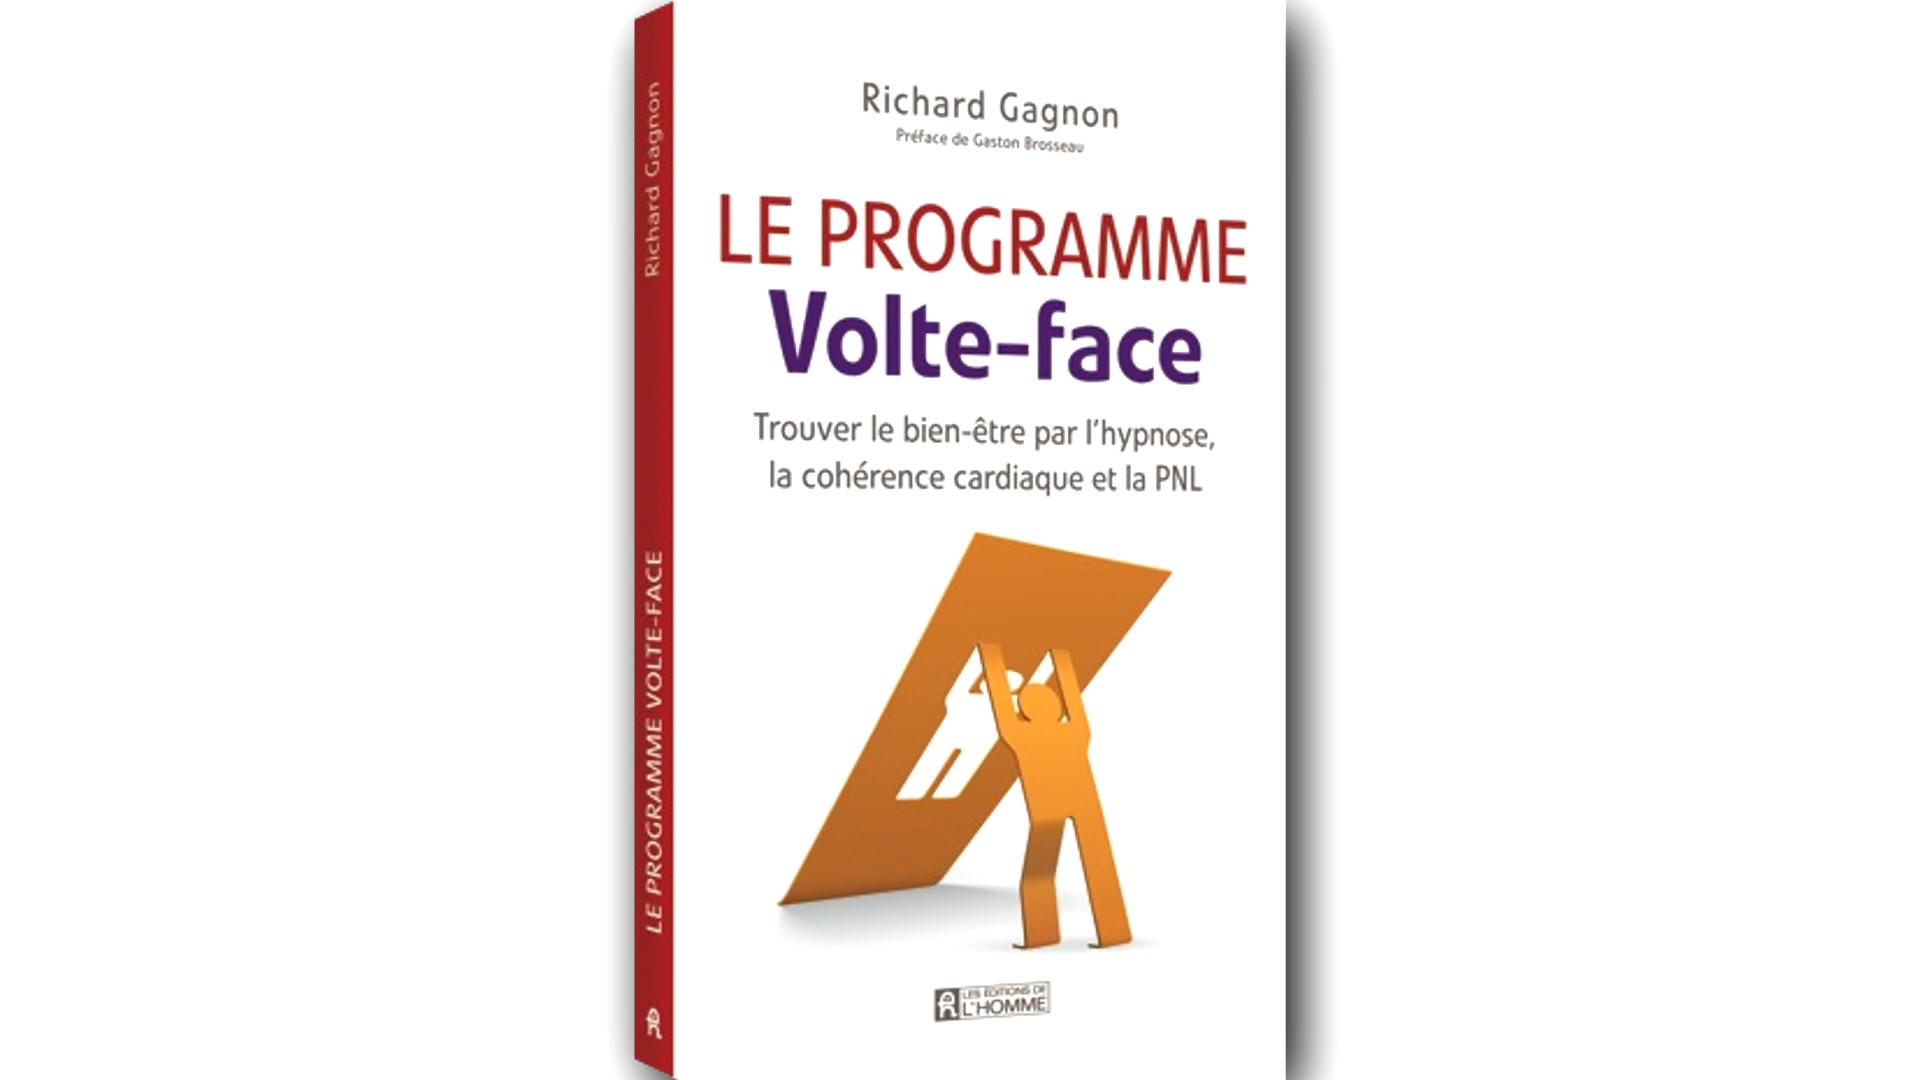 Richard Gagnon
Préface de Gaston Brosseau
LE PROGRAMME
Volte-face
Trouver le bien-être par l'hypnose,
la cohérence cardiaque et la PNL
LES ÉDITIONS DE
L'HOMME
Richard Gagnon
LE PROGRAMME VOLTE-FACE